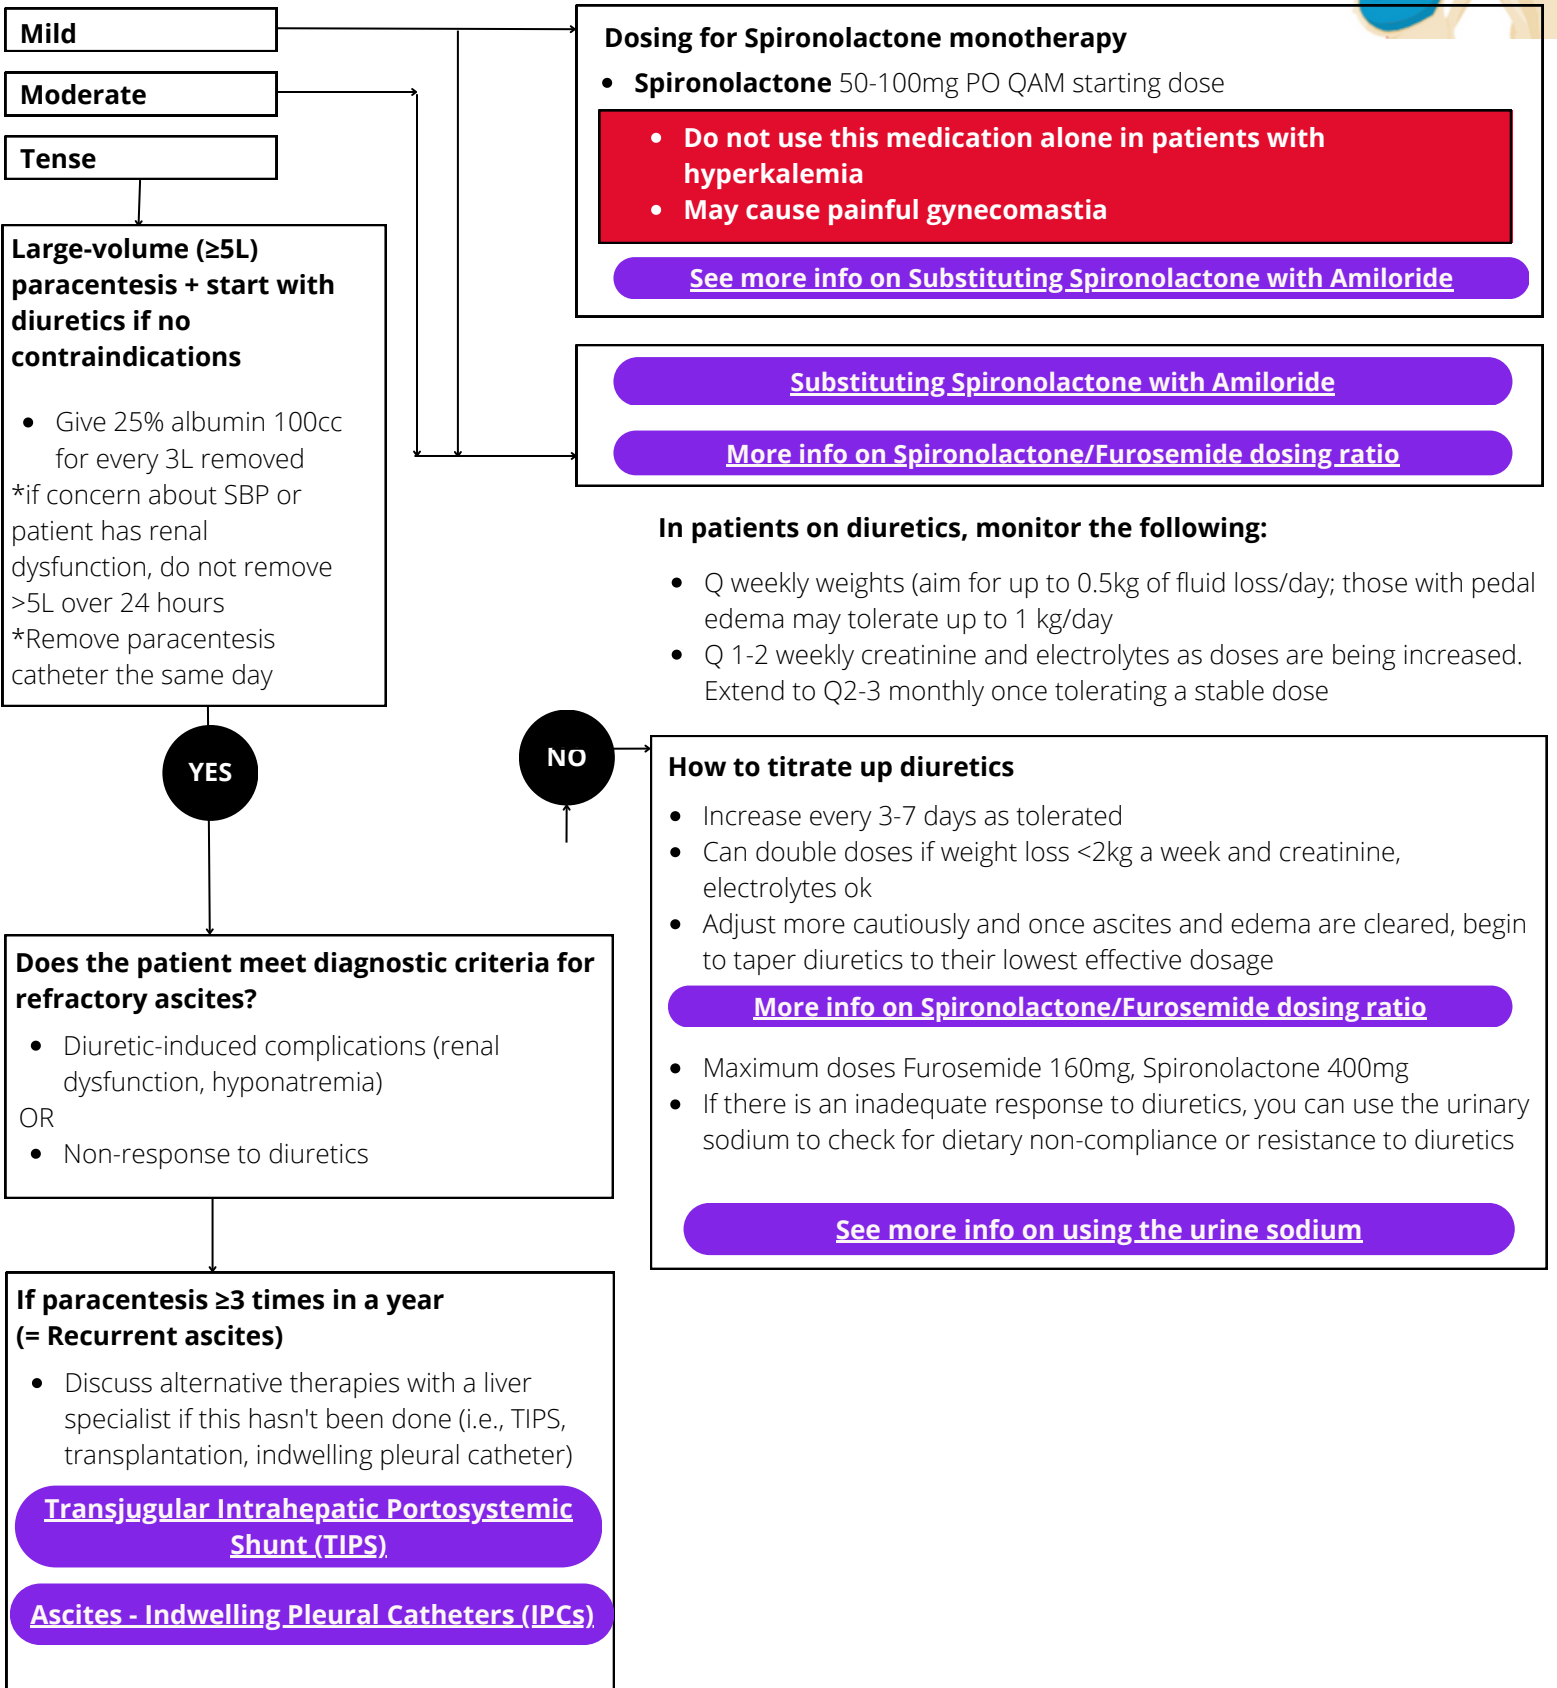 Mild
Moderate
Tense
Large-volume (≥5L)
paracentesis + start with
diuretics if no
contraindications
• Give 25% albumin 100cc
for every 3L removed
*if concern about SBP or
patient has renal
dysfunction, do not remove
>5L over 24 hours
*Remove paracentesis
catheter the same day
Dosing for Spironolactone monotherapy
• Spironolactone 50-100mg PO QAM starting dose
• Do not use this medication alone in patients with
hyperkalemia
• May cause painful gynecomastia
See more info on Substituting Spironolactone with Amiloride
Substituting Spironolactone with Amiloride
More info on Spironolactone/Furosemide dosing ratio
In patients on diuretics, monitor the following:
• Q weekly weights (aim for up to 0.5kg of fluid loss/day; those with pedal
edema may tolerate up to 1 kg/day
• Q 1-2 weekly creatinine and electrolytes as doses are being increased.
Extend to Q2-3 monthly once tolerating a stable dose
YES
NO
How to titrate up diuretics
• Increase every 3-7 days as tolerated
• Can double doses if weight loss <2kg a week and creatinine,
electrolytes ok
• Adjust more cautiously and once ascites and edema are cleared, begin
to taper diuretics to their lowest effective dosage
More info on Spironolactone/Furosemide dosing ratio
• Maximum doses Furosemide 160mg, Spironolactone 400mg
• If there is an inadequate response to diuretics, you can use the urinary
sodium to check for dietary non-compliance or resistance to diuretics
See more info on using the urine sodium
Does the patient meet diagnostic criteria for
refractory ascites?
• Diuretic-induced complications (renal
dysfunction, hyponatremia)
OR
• Non-response to diuretics
If paracentesis ≥3 times in a year
(= Recurrent ascites)
• Discuss alternative therapies with a liver
specialist if this hasn't been done (i.e., TIPS,
transplantation, indwelling pleural catheter)
Transjugular Intrahepatic Portosystemic
Shunt (TIPS)
Ascites - Indwelling Pleural Catheters (IPCs)